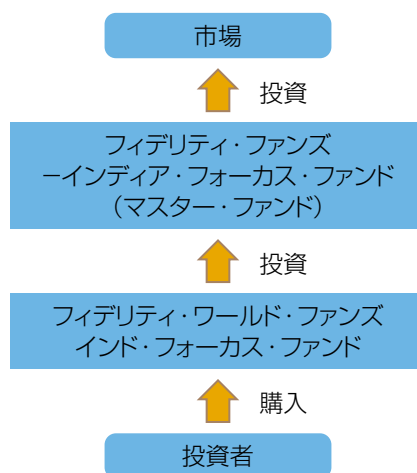 市場
投資
フィデリティ・ファンズ
－インディア・フォーカス・ファンド
（マスター・ファンド）
投資
フィデリティ・ワールド・ファンズ
インド・フォーカス・ファンド
購入
投資者